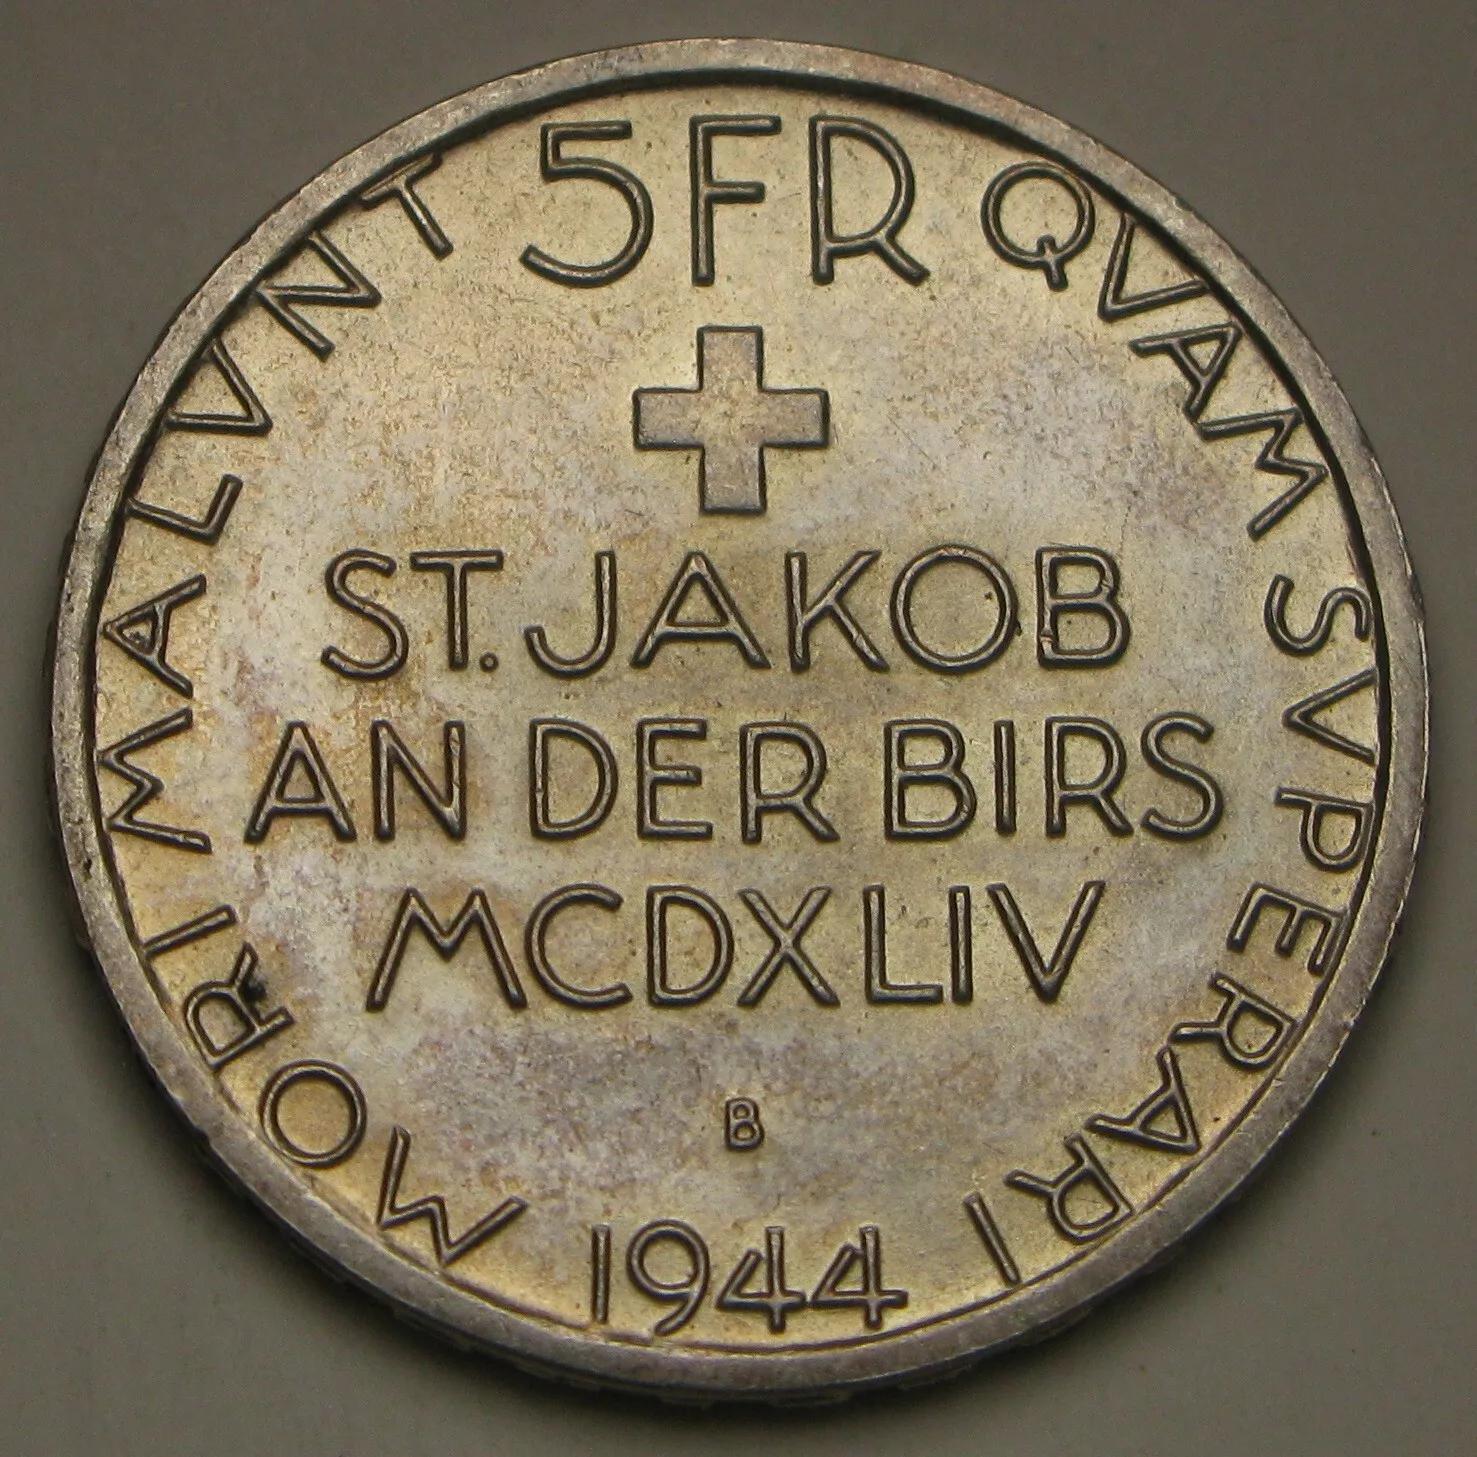 5FR
MORI MALVNT QVAM SVPERARI
ST. JAKOB
AN DER BIRS
MCDXLIV
B
1944